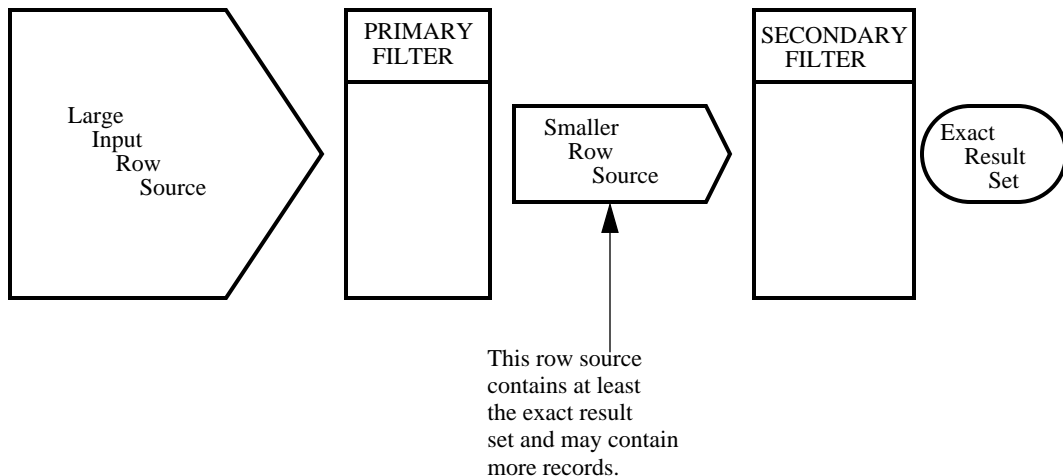 Large
Input
Row
Source
PRIMARY
FILTER
Smaller
Row
Source
SECONDARY
FILTER
Exact
Result
Set
This row source
contains at least
the exact result
set and may contain
more records.